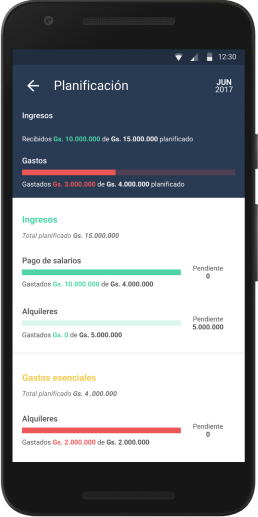 12:30
Planificación
JUN
2017
Ingresos
Recibidos Gs. 10.000.000 de Gs. 15.000.000 planificado
Gastos
Gastados Gs. 3.000.000 de Gs. 4.000.000 planificado
Ingresos
Total planificado Gs. 15.000.000
Pago de salarios
Pendiente
0
Gastados Gs. 10.000.000 de Gs. 4.000.000
Alquileres
Pendiente
5.000.000
Gastados Gs. 0 de Gs. 5.000.000
Gastos esenciales
Total planificado Gs. 4 .000.000
Alquileres
Pendiente
0
Gastados Gs. 2.000.000 de Gs. 2.000.000